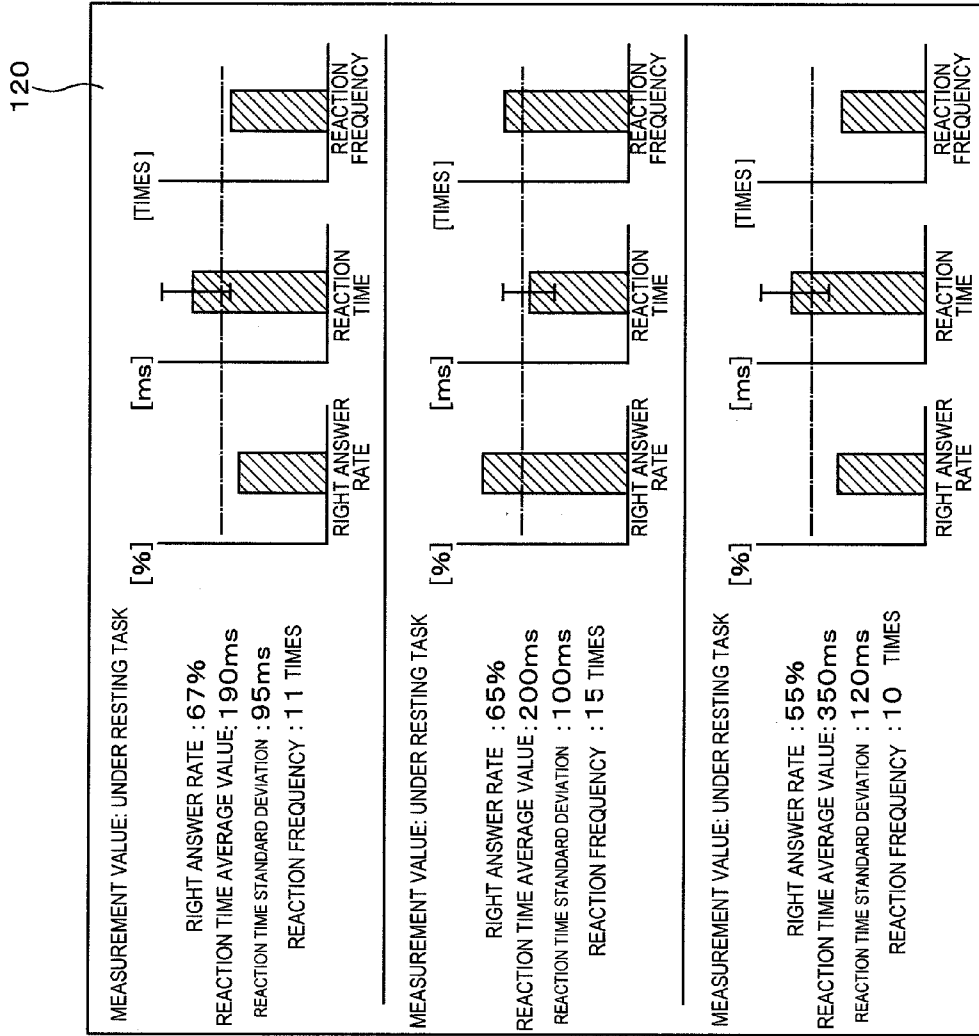 120
MEASUREMENT VALUE: UNDER RESTING TASK
RIGHT ANSWER RATE : 67%
REACTION TIME AVERAGE VALUE: 190ms
REACTION TIME STANDARD DEVIATION : 95ms
REACTION FREQUENCY : 11 TIMES
[%]
RIGHT ANSWER
RATE
[ms]
REACTION
TIME
[TIMES]
REACTION
FREQUENCY
MEASUREMENT VALUE: UNDER RESTING TASK
RIGHT ANSWER RATE : 65%
REACTION TIME AVERAGE VALUE: 200ms
REACTION TIME STANDARD DEVIATION : 100ms
REACTION FREQUENCY : 15 TIMES
[%]
RIGHT ANSWER
RATE
[ms]
REACTION
TIME
[TIMES]
REACTION
FREQUENCY
MEASUREMENT VALUE: UNDER RESTING TASK
RIGHT ANSWER RATE : 55%
REACTION TIME AVERAGE VALUE: 350ms
REACTION TIME STANDARD DEVIATION : 120ms
REACTION FREQUENCY : 10 TIMES
[%]
RIGHT ANSWER
RATE
[ms]
REACTION
TIME
[TIMES]
REACTION
FREQUENCY